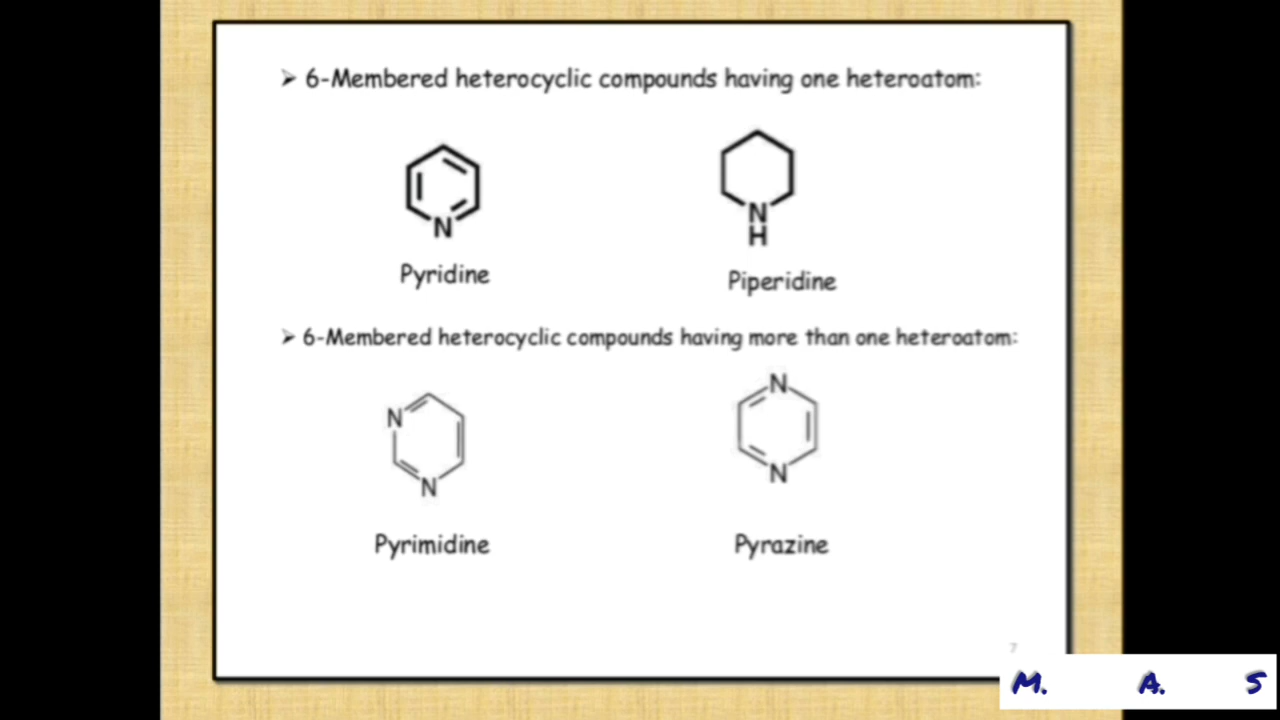 ➢ 6-Membered heterocyclic compounds having one heteroatom:
N
N
H
Pyridine
Piperidine
➢ 6-Membered heterocyclic compounds having more than one heteroatom:
N
N
N
N
Pyrimidine
Pyrazine
7
M. A. S